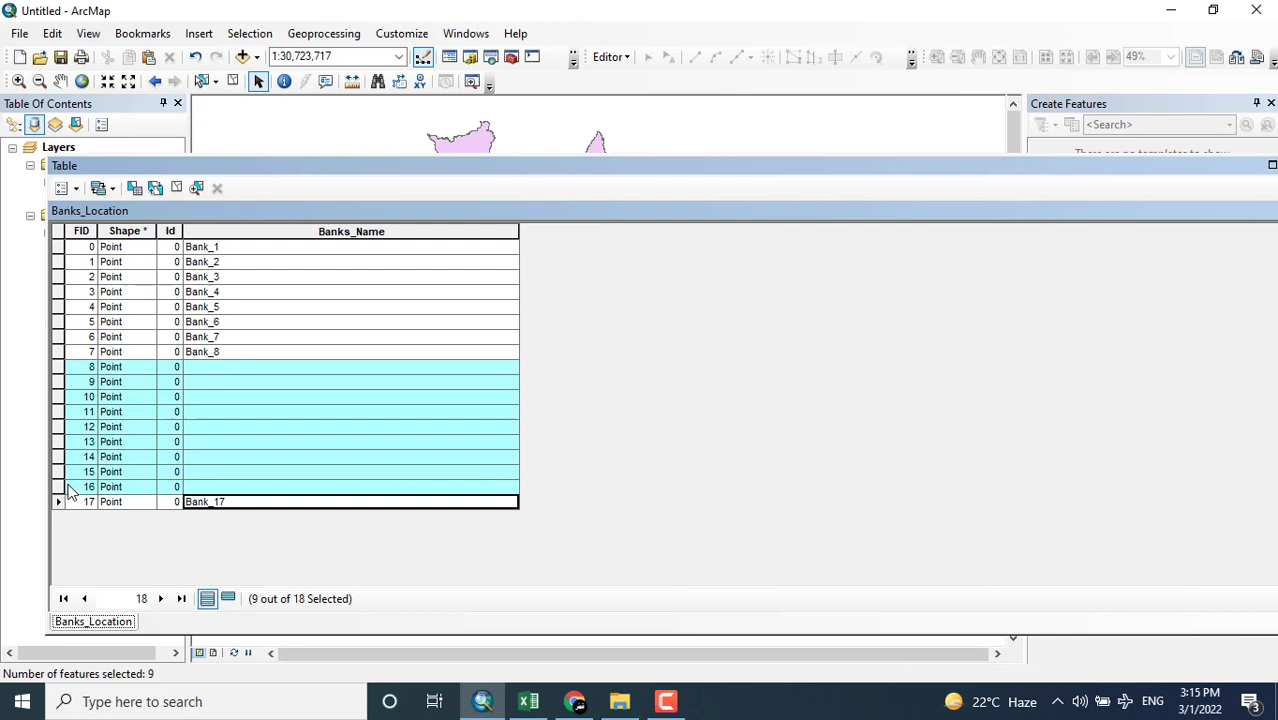 Untitled - ArcMap
File Edit View Bookmarks Insert Selection Geoprocessing Customize Windows Help
1:30,723,717 Editor 49%
Table Of Contents Create Features
<Search>
Layers
Table
Banks_Location
FID Shape * Id Banks_Name
0 Point 0 Bank_1
1 Point 0 Bank_2
2 Point 0 Bank_3
3 Point 0 Bank_4
4 Point 0 Bank_5
5 Point 0 Bank_6
6 Point 0 Bank_7
7 Point 0 Bank_8
8 Point 0
9 Point 0
10 Point 0
11 Point 0
12 Point 0
13 Point 0
14 Point 0
15 Point 0
16 Point 0
17 Point 0 Bank_17
18 (9 out of 18 Selected)
Banks_Location
Number of features selected: 9
Type here to search 22°C Haze ENG 3:15 PM
3/1/2022 3